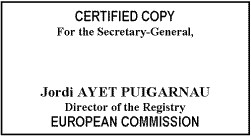 CERTIFIED COPY
For the Secretary-General,
Jordi AYET PUIGARNAU
Director of the Registry
EUROPEAN COMMISSION